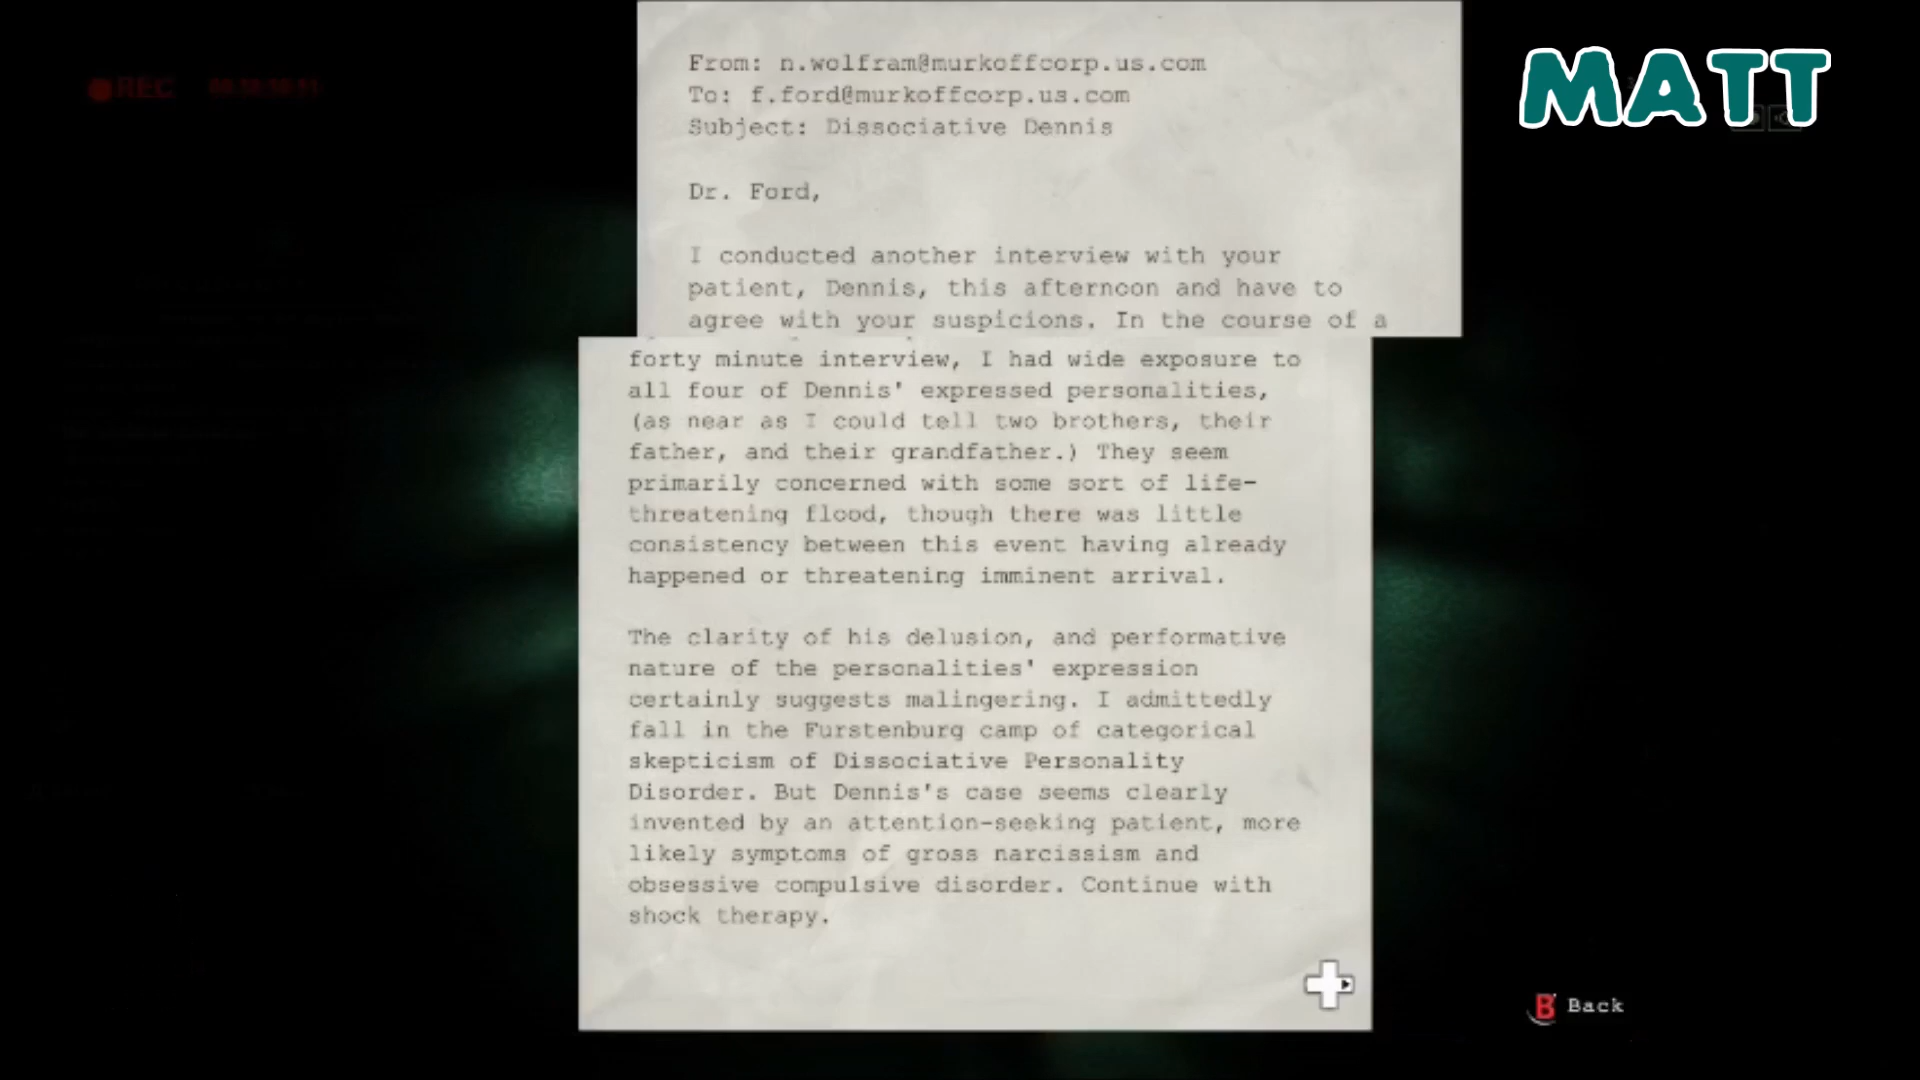 REC
MATT
From: n.wolfram@murkoffcorp.us.com
To: f.ford@murkoffcorp.us.com
Subject: Dissociative Dennis
Dr. Ford,
I conducted another interview with your
patient, Dennis, this afternoon and have to
agree with your suspicions. In the course of a
forty minute interview, I had wide exposure to
all four of Dennis' expressed personalities,
(as near as I could tell two brothers, their
father, and their grandfather.) They seem
primarily concerned with some sort of life-
threatening flood, though there was little
consistency between this event having already
happened or threatening imminent arrival.
The clarity of his delusion, and performative
nature of the personalities' expression
certainly suggests malingering. I admittedly
fall in the Furstenburg camp of categorical
skepticism of Dissociative Personality
Disorder. But Dennis's case seems clearly
invented by an attention-seeking patient, more
likely symptoms of gross narcissism and
obsessive compulsive disorder. Continue with
shock therapy.
B Back